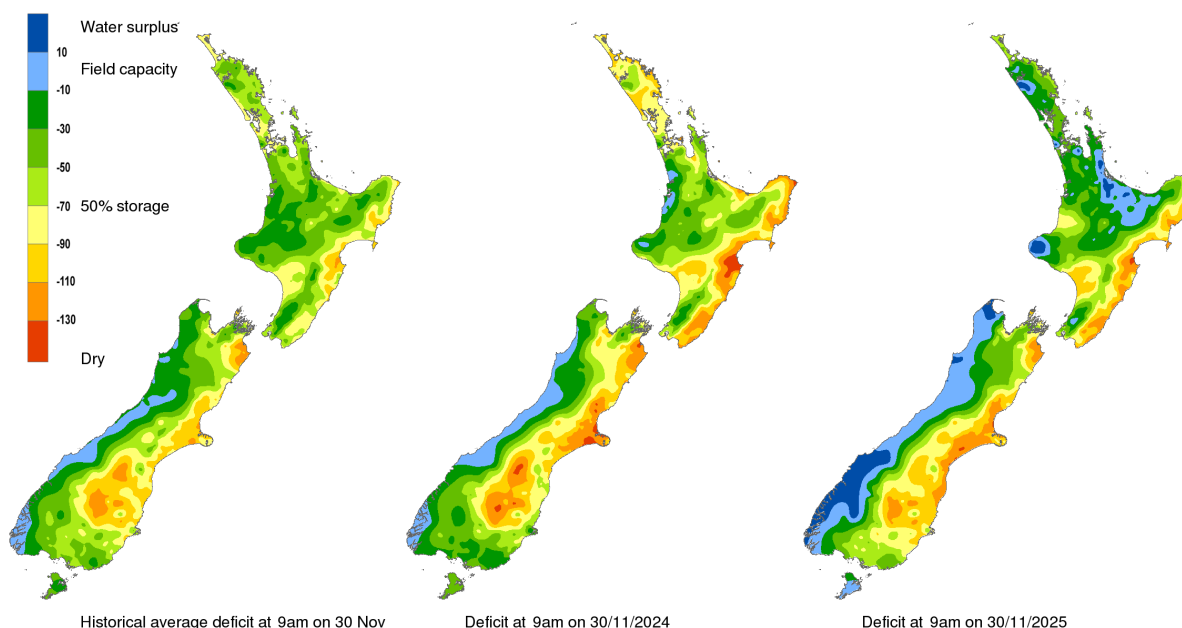 Water surplus
10
Field capacity
-10
-30
-50
-70
50% storage
-90
-110
-130
Dry
Historical average deficit at 9am on 30 Nov
Deficit at 9am on 30/11/2024
Deficit at 9am on 30/11/2025